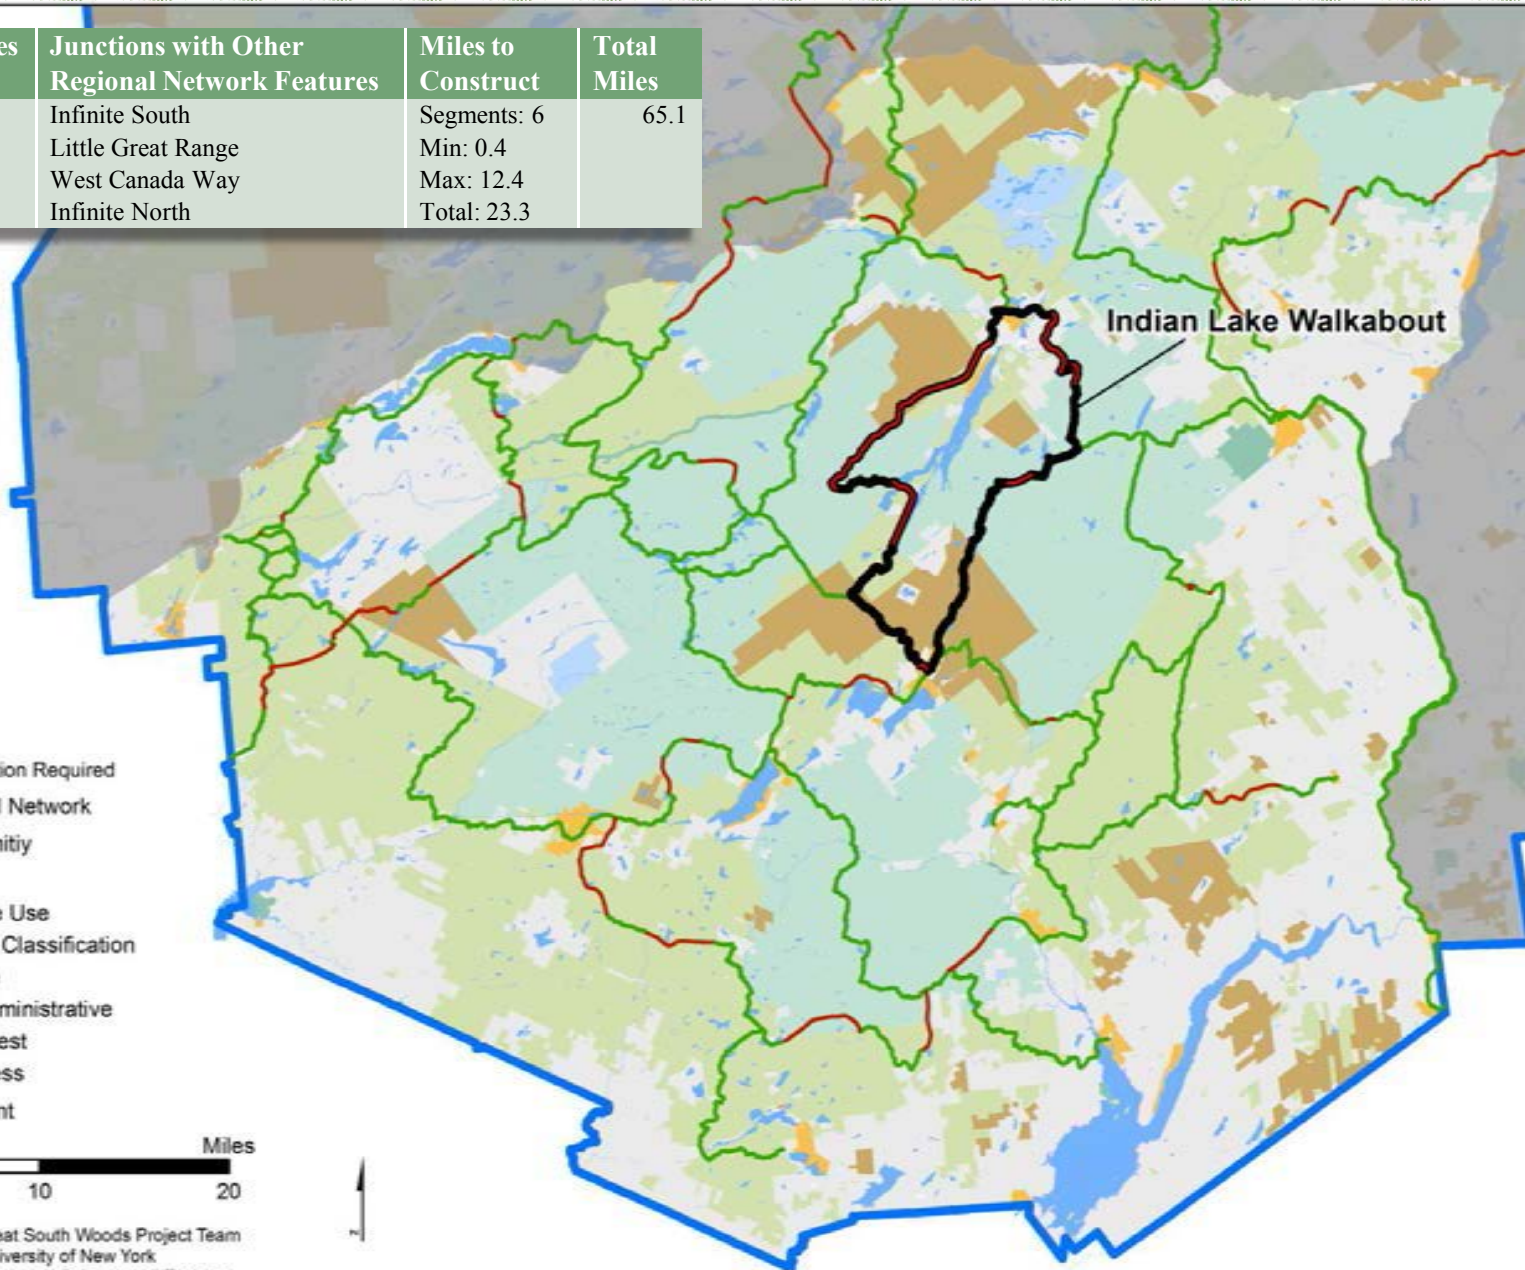 es
Junctions with Other
Regional Network Features
Miles to
Construct
Total
Miles
Infinite South
Segments: 6
65.1
Little Great Range
Min: 0.4
West Canada Way
Max: 12.4
Infinite North
Total: 23.3
Indian Lake Walkabout
ion Required
Network
nitiy
Use
Classification
ministrative
est
ess
nt
Miles
10
20
eat South Woods Project Team
iversity of New York